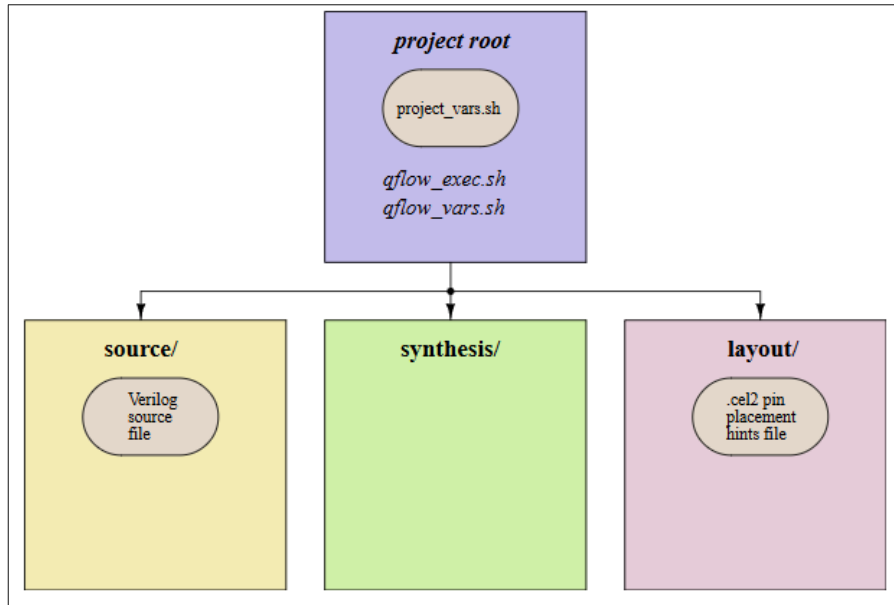 project root
project_vars.sh
qflow_exec.sh
qflow_vars.sh
source/
Verilog
source
file
synthesis/
layout/
.cel2 pin
placement
hints file